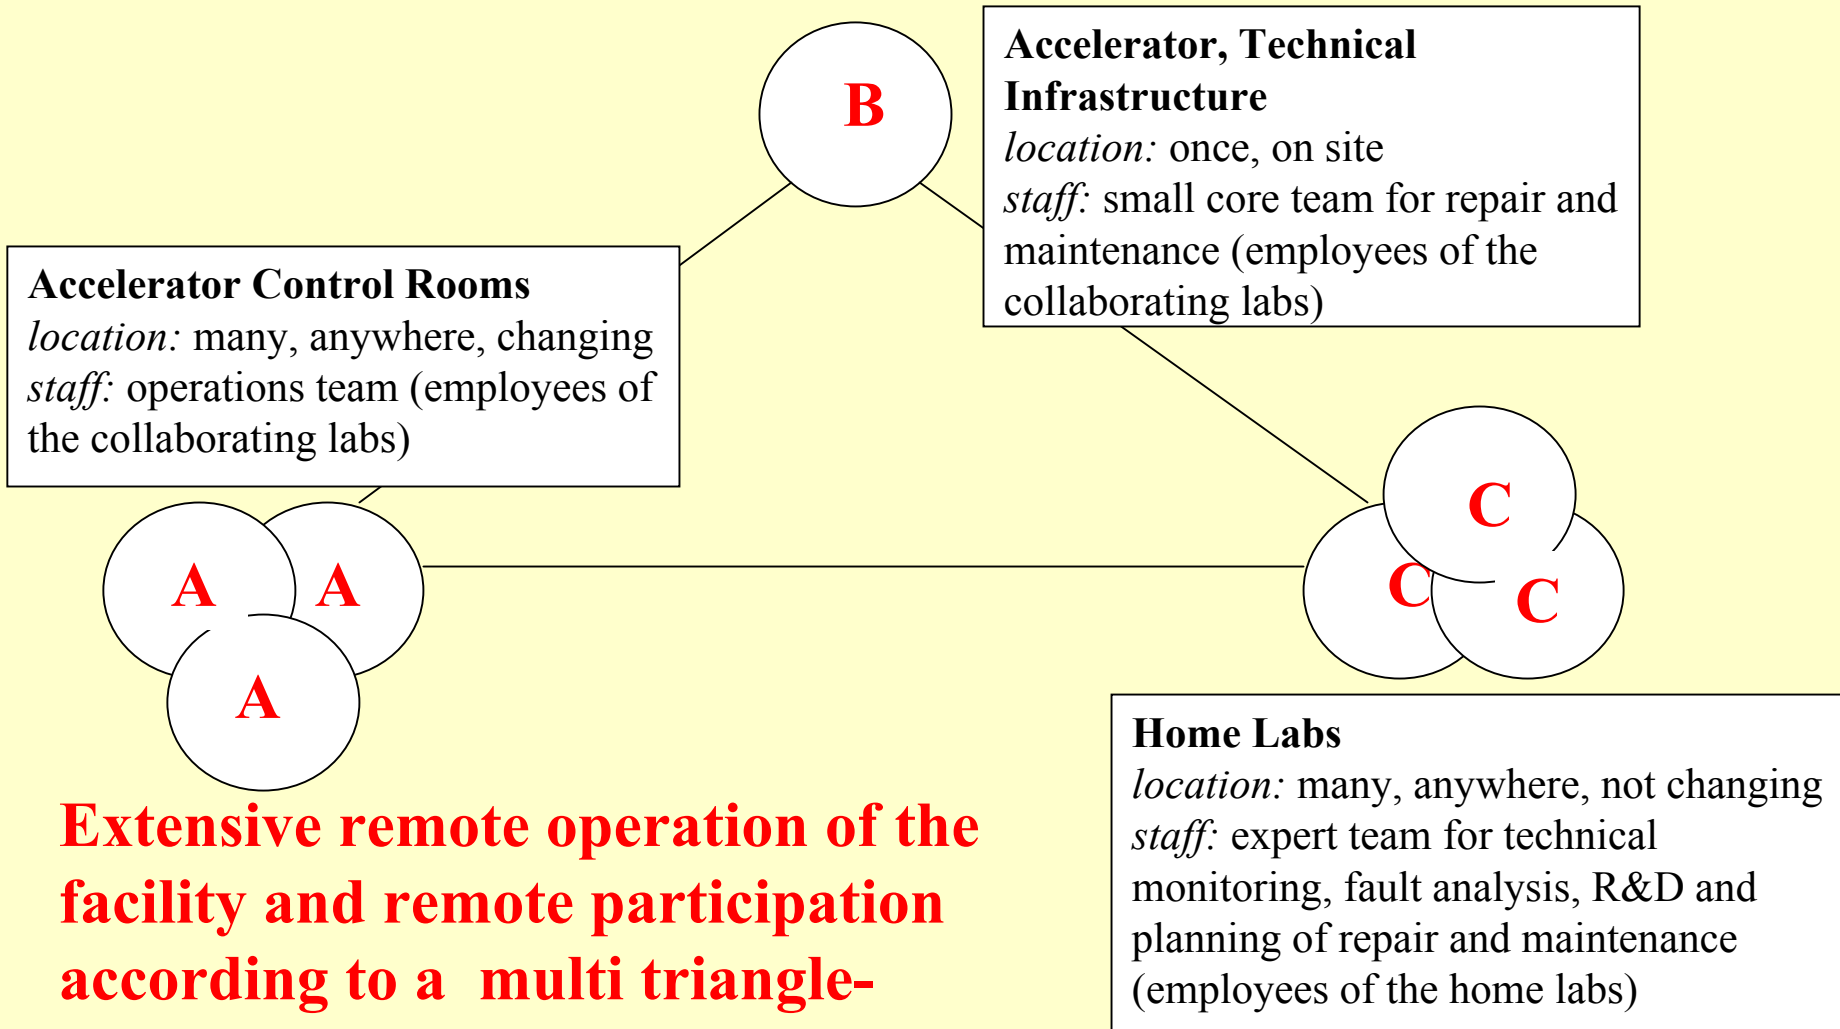 B
Accelerator, Technical
Infrastructure
location: once, on site
staff: small core team for repair and
maintenance (employees of the
collaborating labs)
Accelerator Control Rooms
location: many, anywhere, changing
staff: operations team (employees of
the collaborating labs)
A
A
A
C
C
C
Home Labs
location: many, anywhere, not changing
staff: expert team for technical
monitoring, fault analysis, R&D and
planning of repair and maintenance
(employees of the home labs)
Extensive remote operation of the
facility and remote participation
according to a multi triangle-